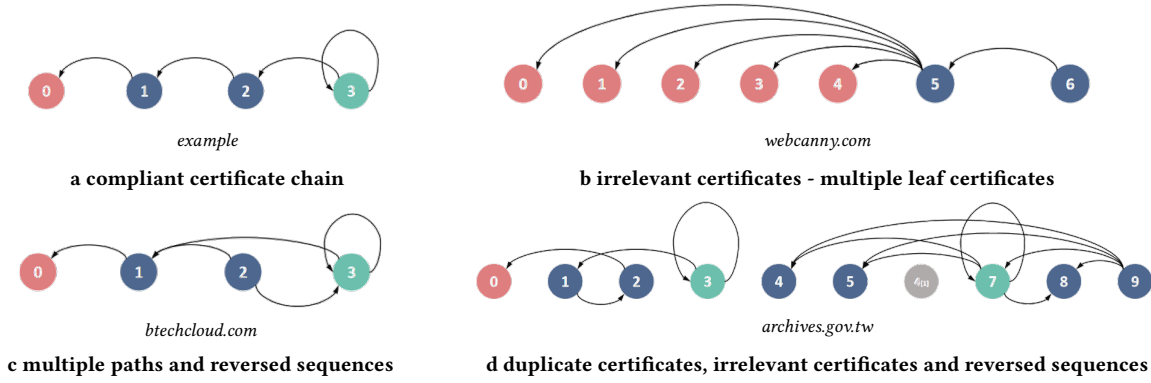 0 1 2 3
example
a compliant certificate chain
0 1 2 3 4 5 6
webcanny.com
b irrelevant certificates - multiple leaf certificates
0 1 2 3
btechcloud.com
c multiple paths and reversed sequences
0 1 2 3 4 5 4[1] 7 8 9
archives.gov.tw
d duplicate certificates, irrelevant certificates and reversed sequences